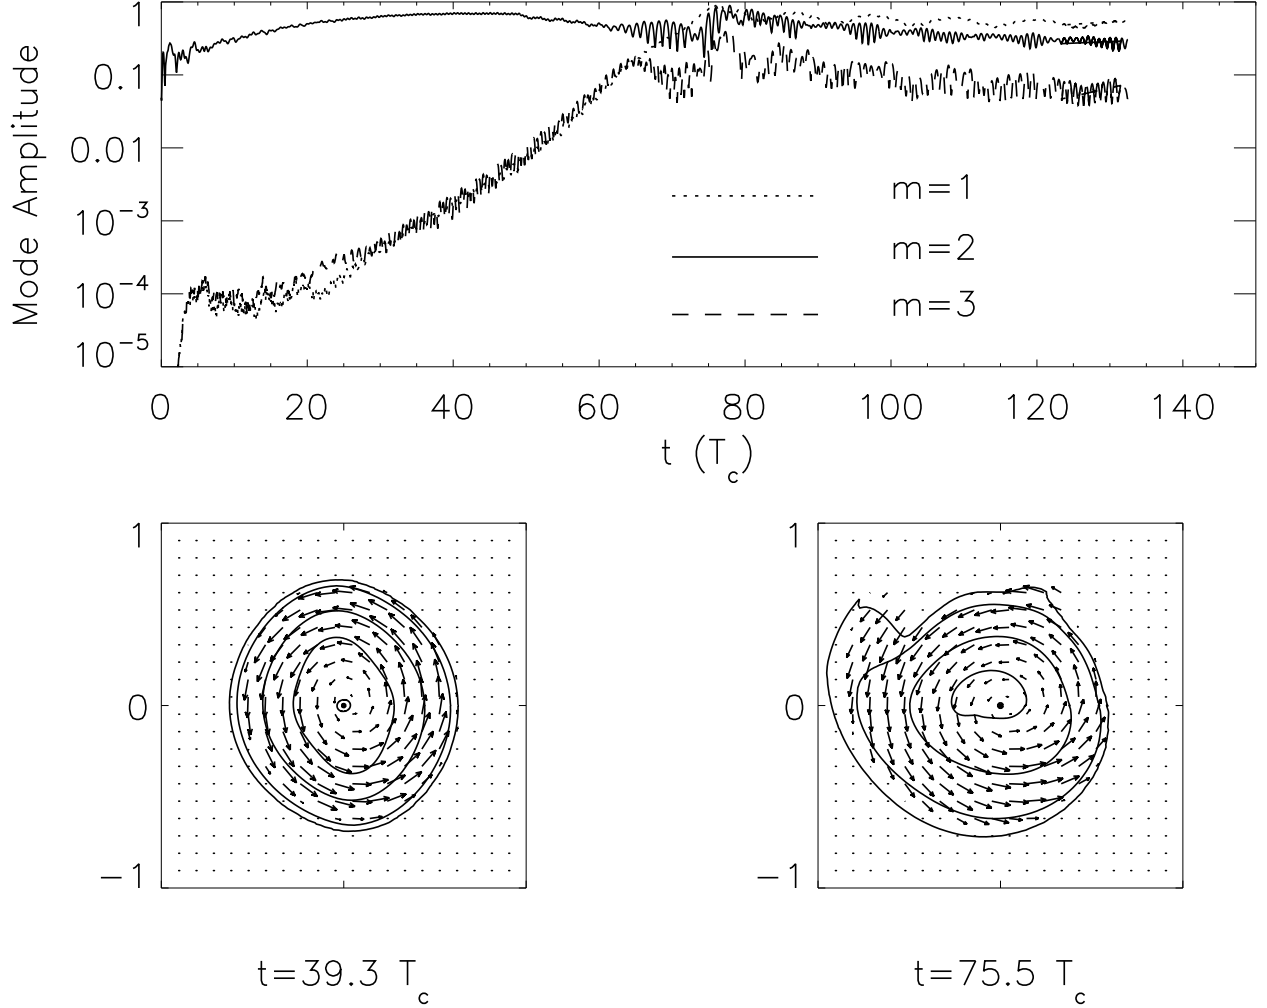 Mode Amplitude
1
0.1
0.01
10⁻³
10⁻⁴
10⁻⁵
m=1
m=2
m=3
0 20 40 60 80 100 120 140
t (T_c)
1
0
−1
1
0
−1
t=39.3 T_c
t=75.5 T_c